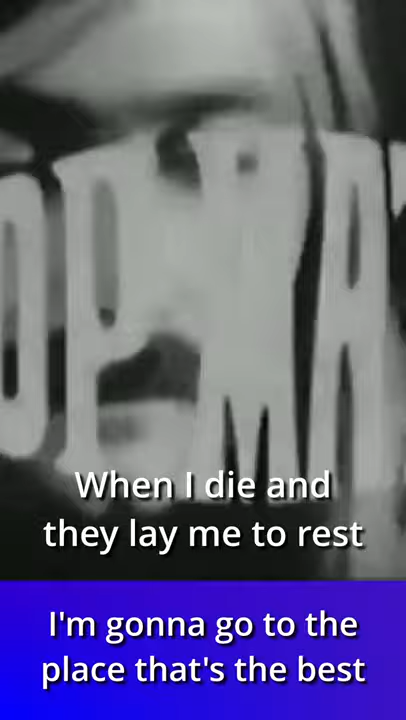 When I die and
they lay me to rest
I'm gonna go to the
place that's the best